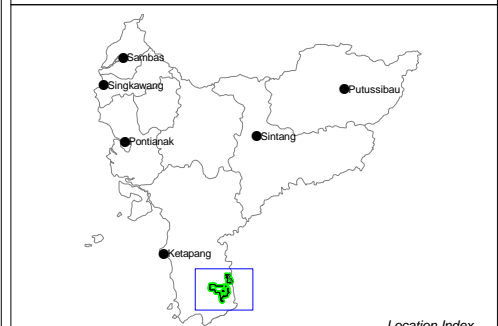 Sambas
Singkawang
Putussibau
Sintang
Pontianak
Ketapang
Location Index